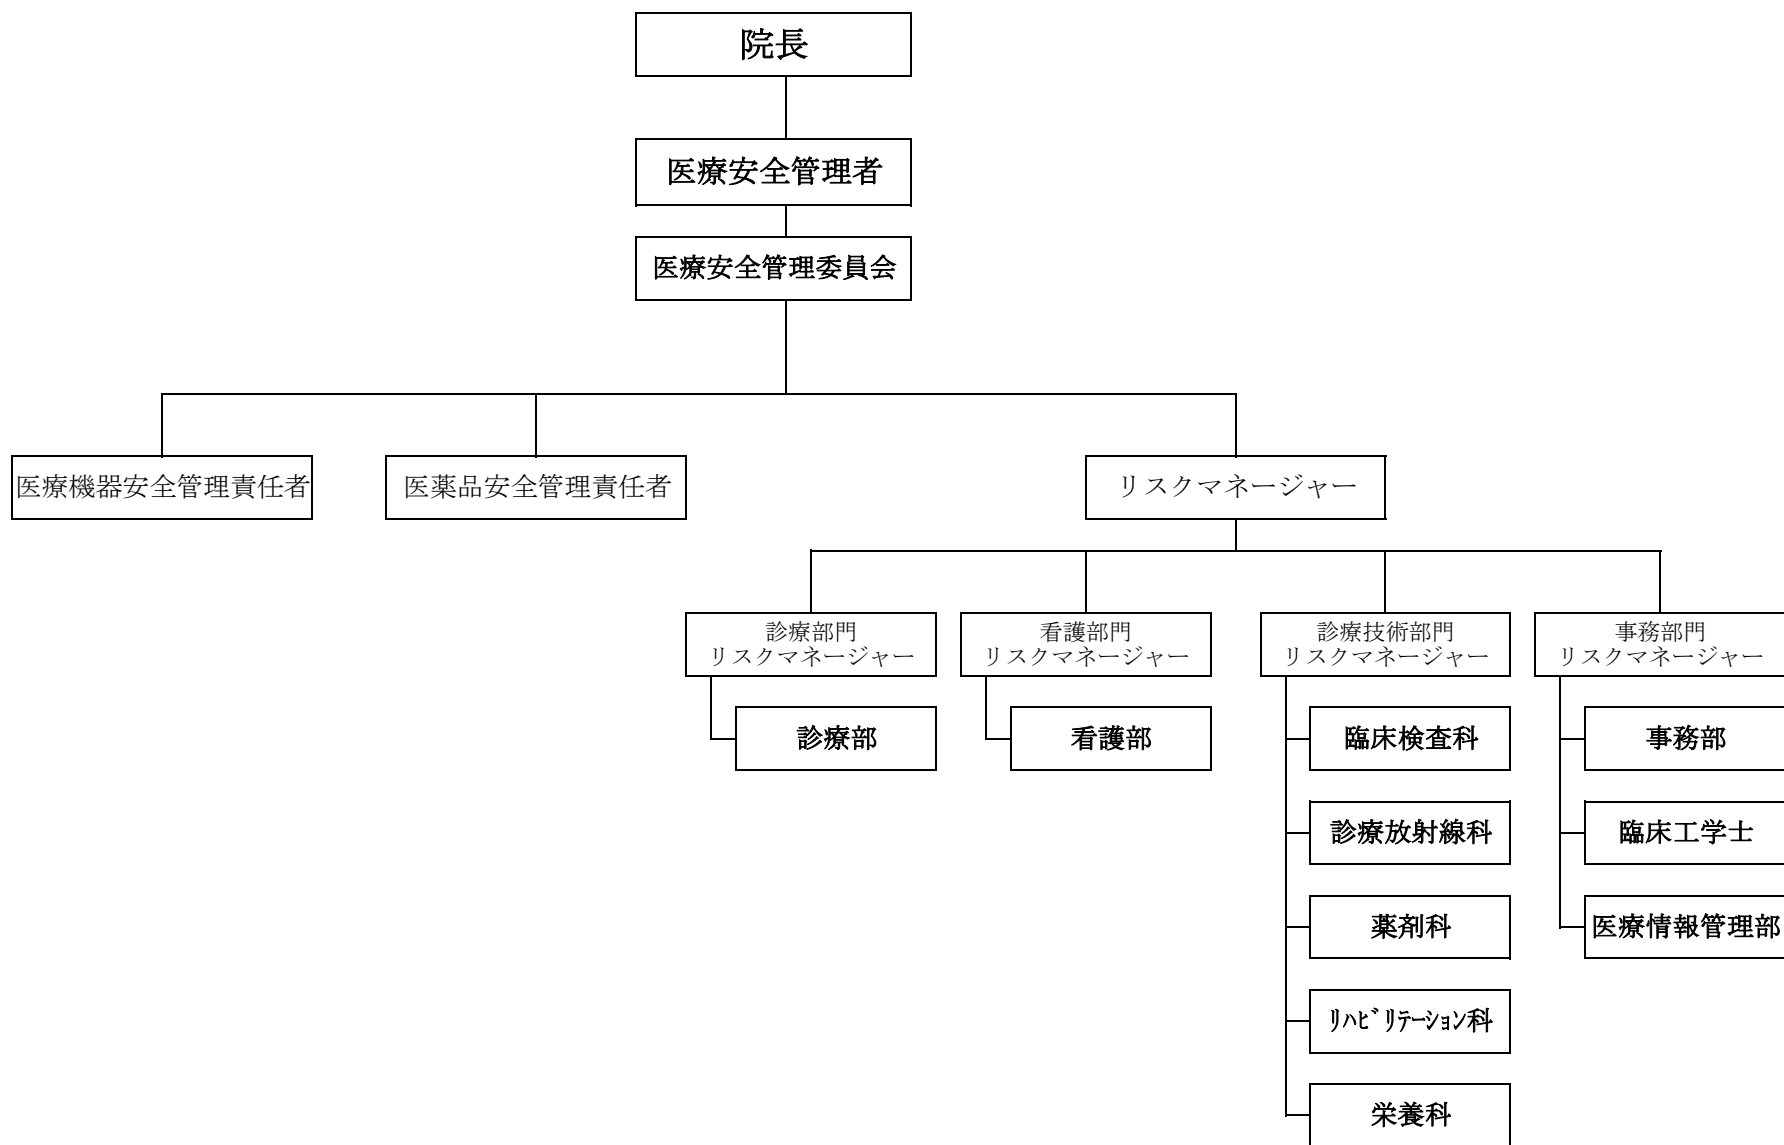 院長
医療安全管理者
医療安全管理委員会
医療機器安全管理責任者
医薬品安全管理責任者
リスクマネージャー
診療部門
リスクマネージャー
看護部門
リスクマネージャー
診療技術部門
リスクマネージャー
事務部門
リスクマネージャー
診療部
看護部
臨床検査科
事務部
診療放射線科
臨床工学士
薬剤科
医療情報管理部
ﾘﾊﾋﾞﾘﾃｰｼｮﾝ科
栄養科